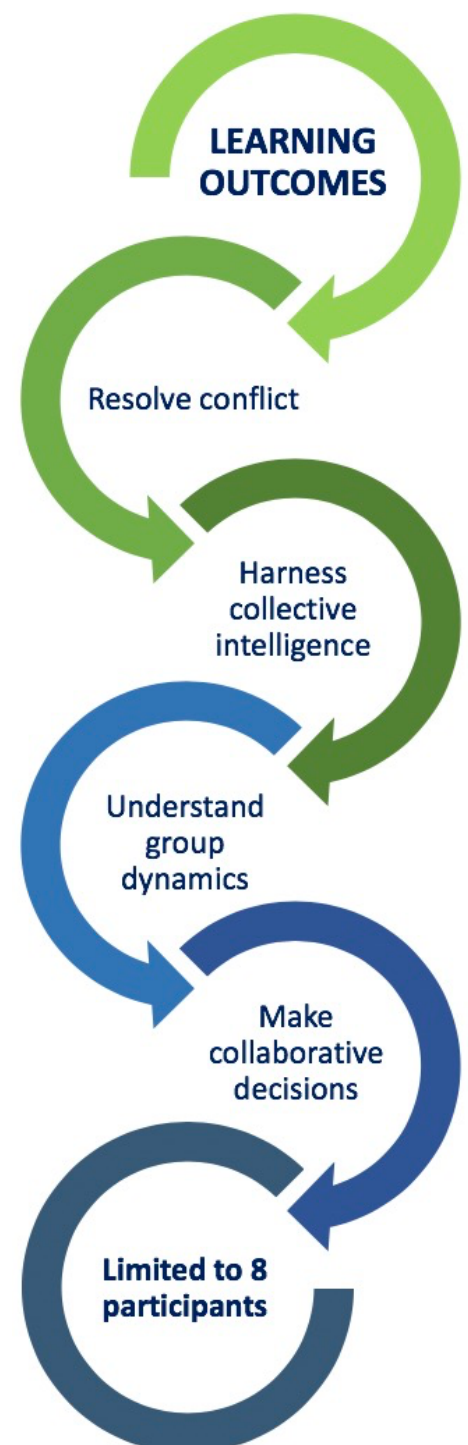 LEARNING
OUTCOMES
Resolve conflict
Harness
collective
intelligence
Understand
group
dynamics
Make
collaborative
decisions
Limited to 8
participants